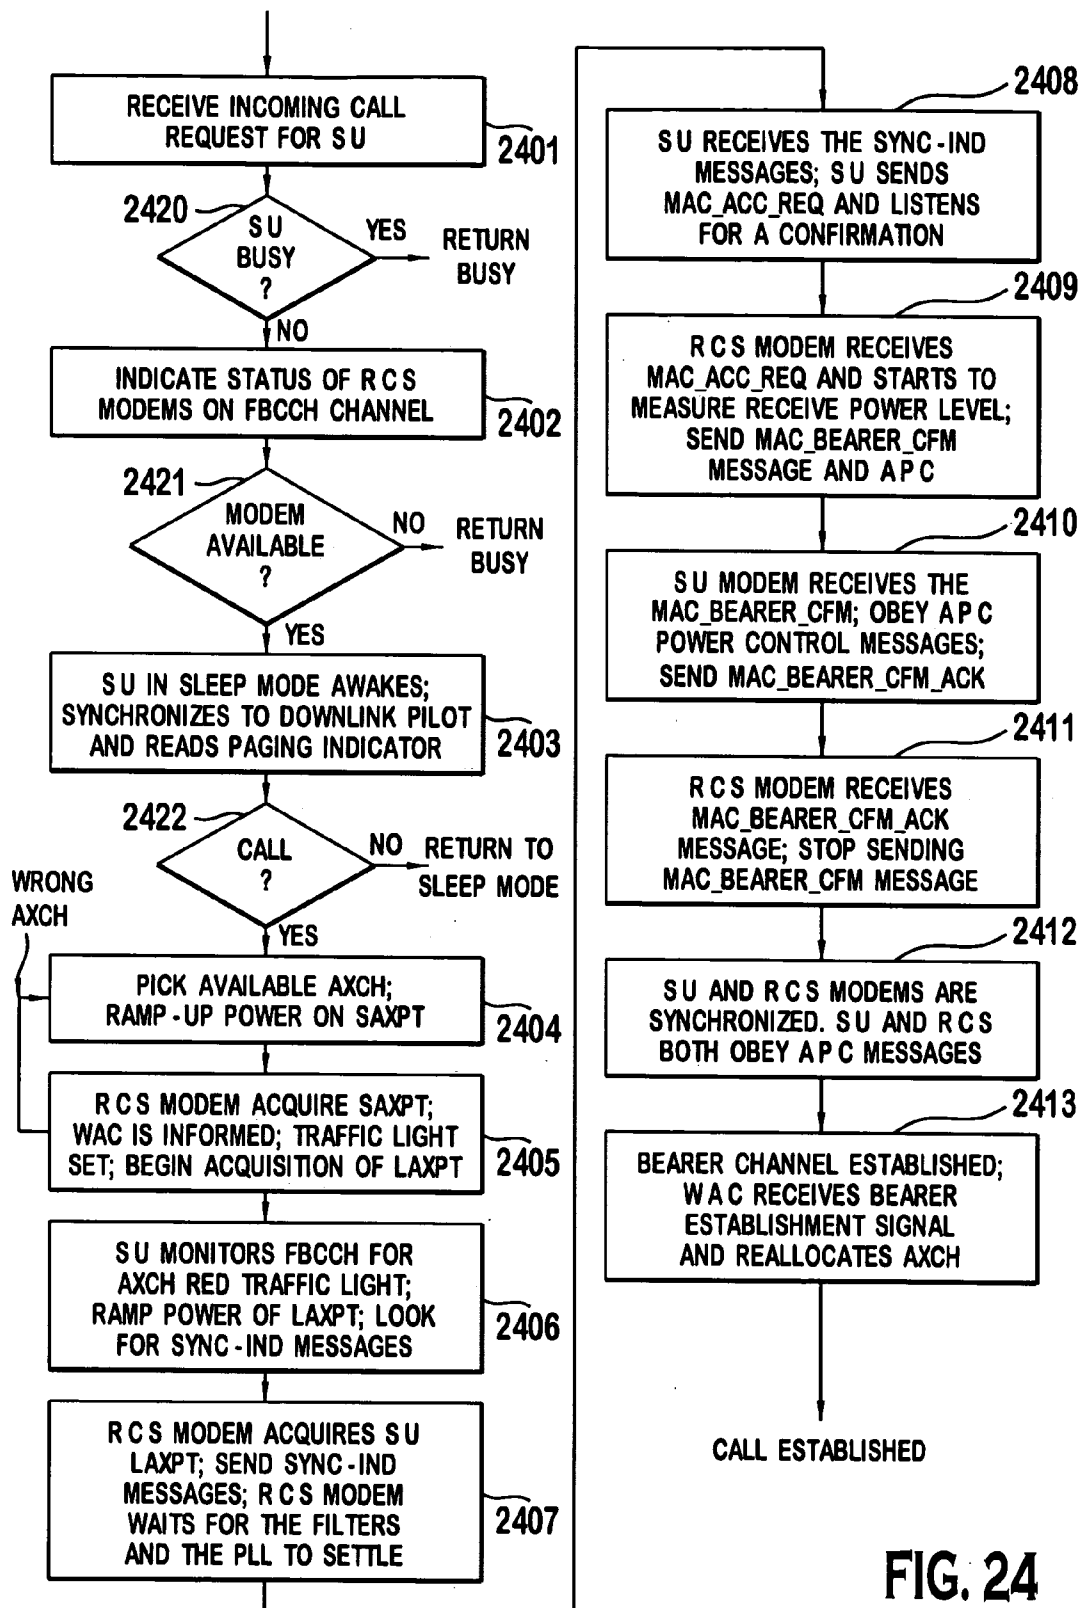 RECEIVE INCOMING CALL
REQUEST FOR SU
2401
2420
SU
BUSY
?
YES
RETURN
BUSY
NO
INDICATE STATUS OF RCS
MODEMS ON FBCCH CHANNEL
2402
2421
MODEM
AVAILABLE
?
NO
RETURN
BUSY
YES
SU IN SLEEP MODE AWAKES;
SYNCHRONIZES TO DOWNLINK PILOT
AND READS PAGING INDICATOR
2403
2422
CALL
?
NO
RETURN TO
SLEEP MODE
YES
WRONG
AXCH
PICK AVAILABLE AXCH;
RAMP-UP POWER ON SAXPT
2404
RCS MODEM ACQUIRE SAXPT;
WAC IS INFORMED; TRAFFIC LIGHT
SET; BEGIN ACQUISITION OF LAXPT
2405
SU MONITORS FBCCH FOR
AXCH RED TRAFFIC LIGHT;
RAMP POWER OF LAXPT; LOOK
FOR SYNC-IND MESSAGES
2406
RCS MODEM ACQUIRES SU
LAXPT; SEND SYNC-IND
MESSAGES; RCS MODEM
WAITS FOR THE FILTERS
AND THE PLL TO SETTLE
2407
2408
SU RECEIVES THE SYNC-IND
MESSAGES; SU SENDS
MAC_ACC_REQ AND LISTENS
FOR A CONFIRMATION
2409
RCS MODEM RECEIVES
MAC_ACC_REQ AND STARTS TO
MEASURE RECEIVE POWER LEVEL;
SEND MAC_BEARER_CFM
MESSAGE AND APC
2410
SU MODEM RECEIVES THE
MAC_BEARER_CFM; OBEY APC
POWER CONTROL MESSAGES;
SEND MAC_BEARER_CFM_ACK
2411
RCS MODEM RECEIVES
MAC_BEARER_CFM_ACK
MESSAGE; STOP SENDING
MAC_BEARER_CFM MESSAGE
2412
SU AND RCS MODEMS ARE
SYNCHRONIZED. SU AND RCS
BOTH OBEY APC MESSAGES
2413
BEARER CHANNEL ESTABLISHED;
WAC RECEIVES BEARER
ESTABLISHMENT SIGNAL
AND REALLOCATES AXCH
CALL ESTABLISHED
FIG. 24